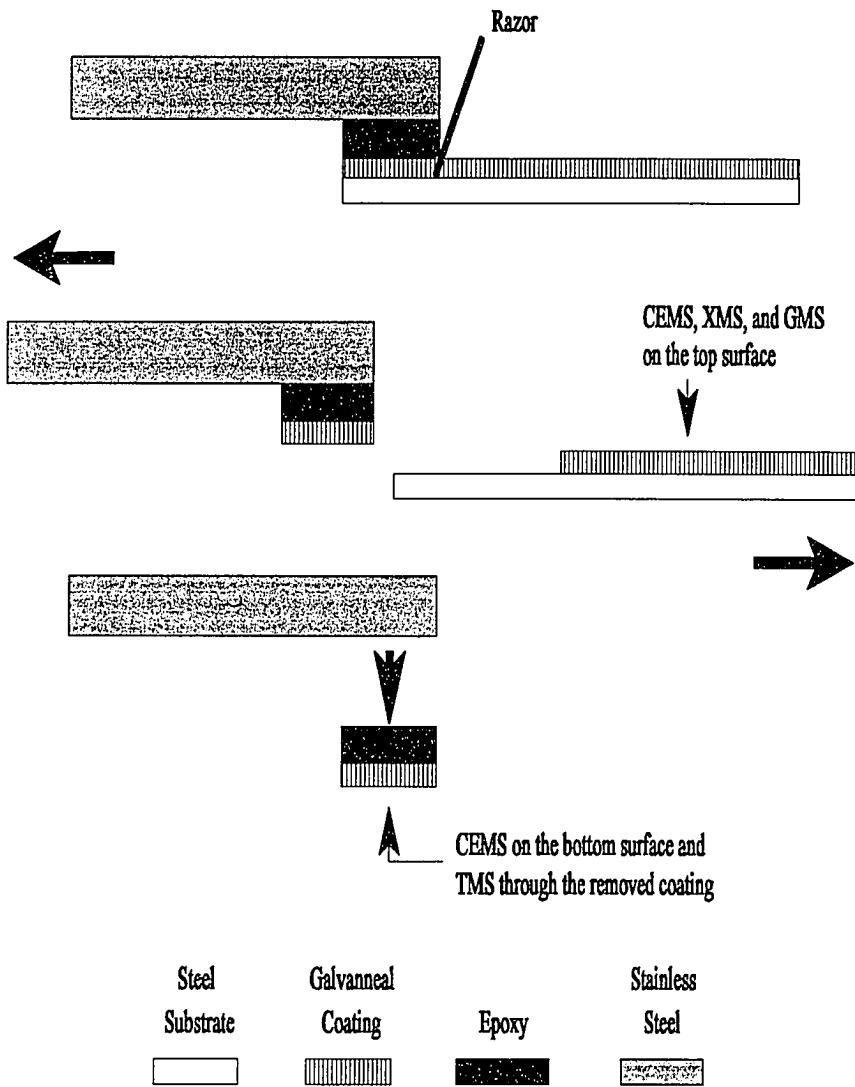 Razor
CEMS, XMS, and GMS
on the top surface
CEMS on the bottom surface and
TMS through the removed coating
Steel
Substrate
Galvanneal
Coating
Epoxy
Stainless
Steel